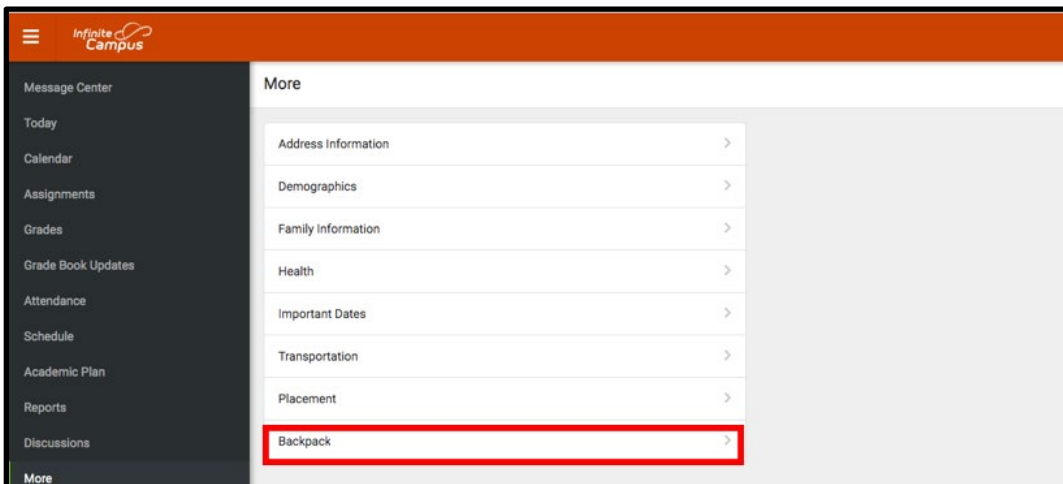 Infinite
Campus
Message Center
Today
Calendar
Assignments
Grades
Grade Book Updates
Attendance
Schedule
Academic Plan
Reports
Discussions
More
More
Address Information
Demographics
Family Information
Health
Important Dates
Transportation
Placement
Backpack